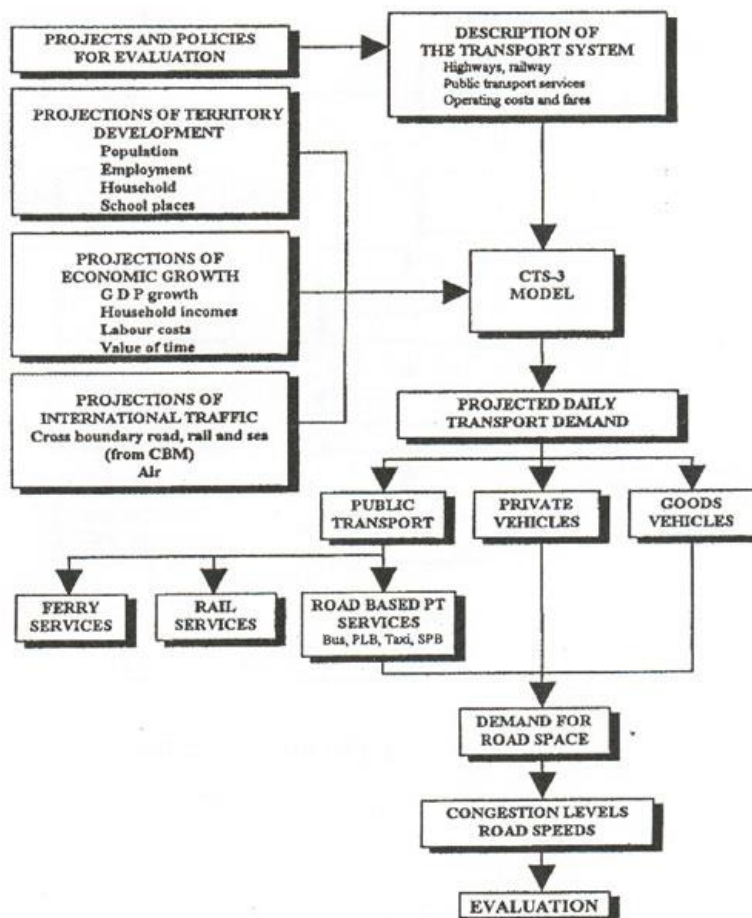 PROJECTS AND POLICIES
FOR EVALUATION
DESCRIPTION OF
THE TRANSPORT SYSTEM
Highways, railway
Public transport services
Operating costs and fares
PROJECTIONS OF TERRITORY
DEVELOPMENT
Population
Employment
Household
School places
PROJECTIONS OF
ECONOMIC GROWTH
G D P growth
Household incomes
Labour costs
Value of time
CTS-3
MODEL
PROJECTIONS OF
INTERNATIONAL TRAFFIC
Cross boundary road, rail and sea
(from CBM)
Air
PROJECTED DAILY
TRANSPORT DEMAND
PUBLIC
TRANSPORT
PRIVATE
VEHICLES
GOODS
VEHICLES
FERRY
SERVICES
RAIL
SERVICES
ROAD BASED PT
SERVICES
Bus, PLB, Taxi, SPB
DEMAND FOR
ROAD SPACE
CONGESTION LEVELS
ROAD SPEEDS
EVALUATION